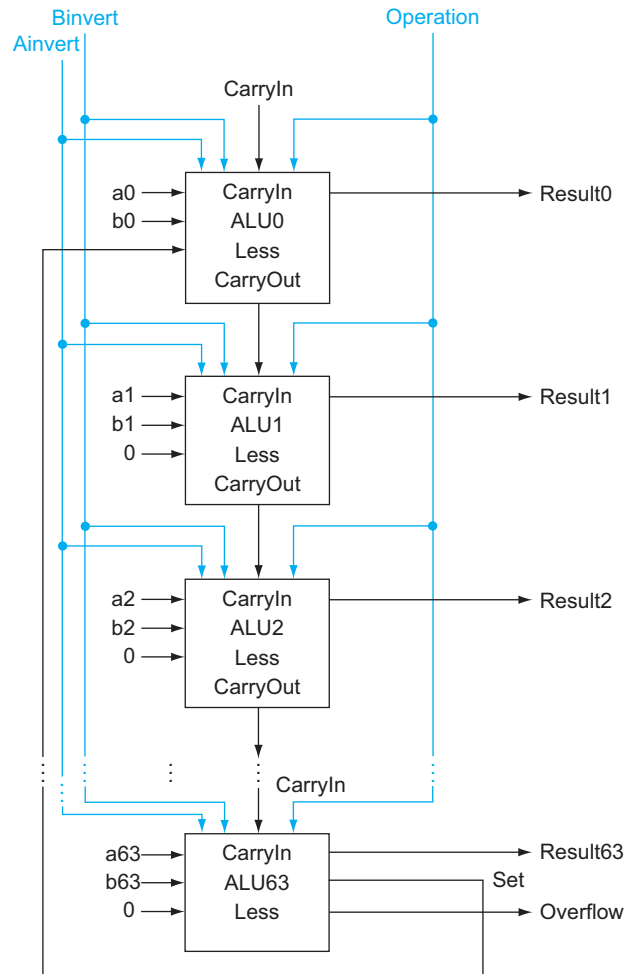 Binvert
Operation
Ainvert
CarryIn
a0
CarryIn
Result0
b0
ALU0
Less
CarryOut
a1
CarryIn
Result1
b1
ALU1
0
Less
CarryOut
a2
CarryIn
Result2
b2
ALU2
0
Less
CarryOut
CarryIn
a63
CarryIn
Result63
b63
ALU63
Set
0
Less
Overflow